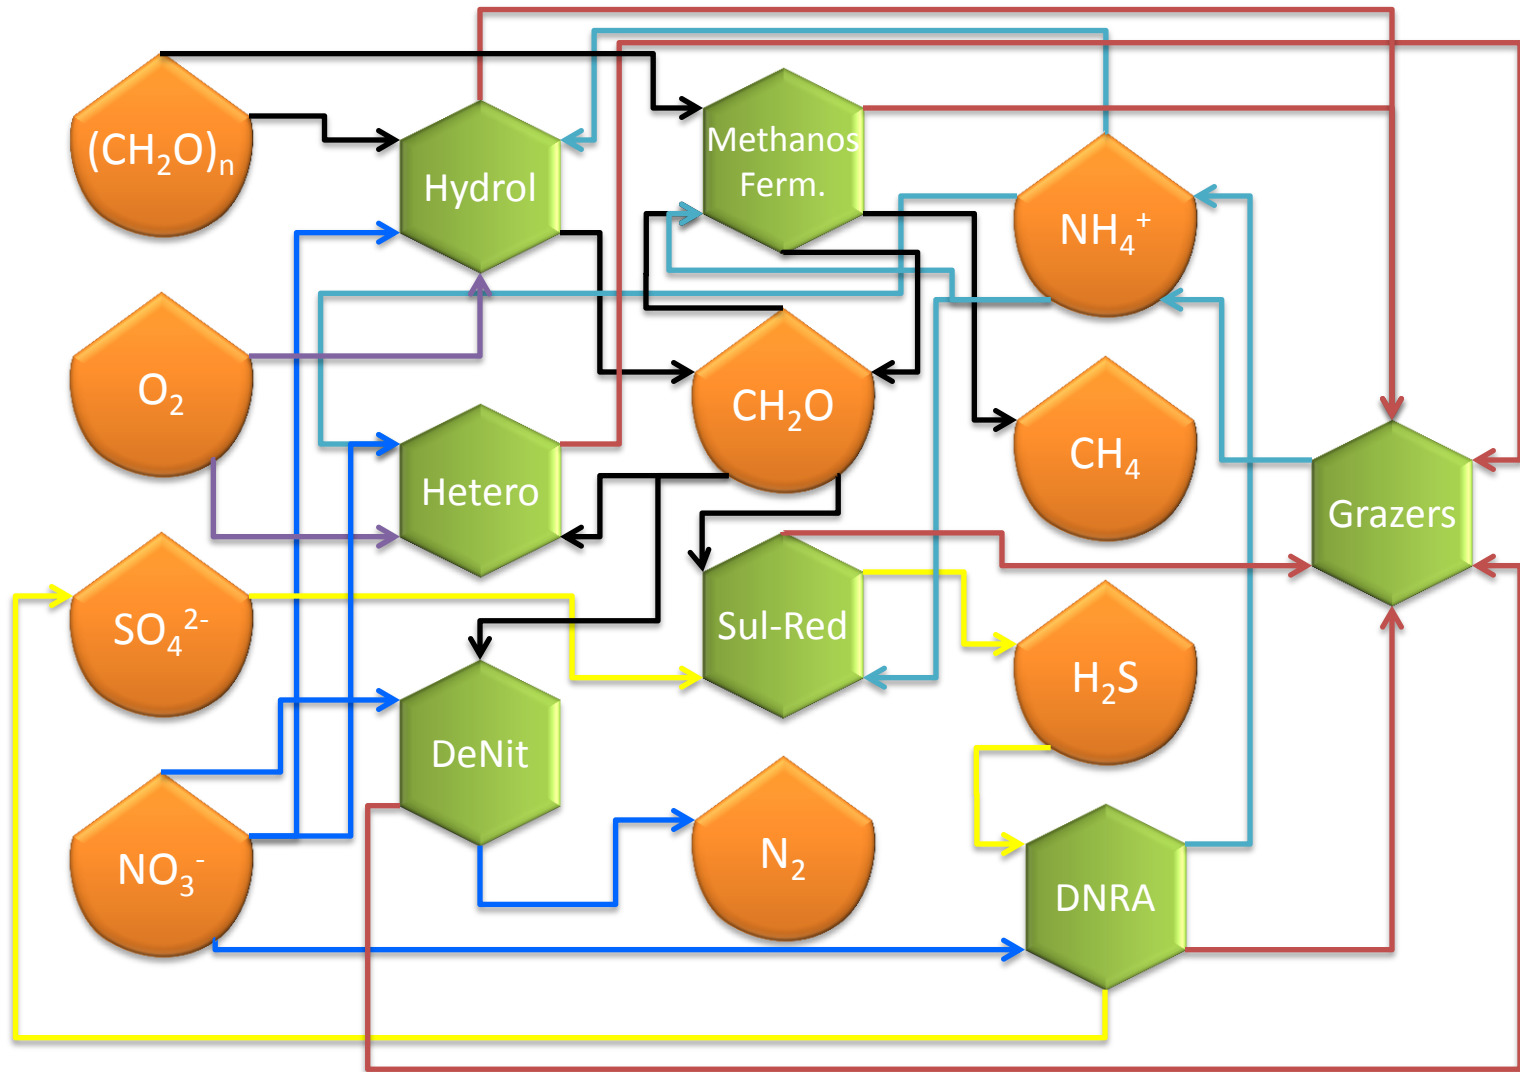 (CH₂O)ₙ
Hydrol
Methanos
Ferm.
NH₄⁺
O₂
CH₂O
CH₄
Hetero
Grazers
SO₄²⁻
Sul-Red
H₂S
DeNit
NO₃⁻
N₂
DNRA